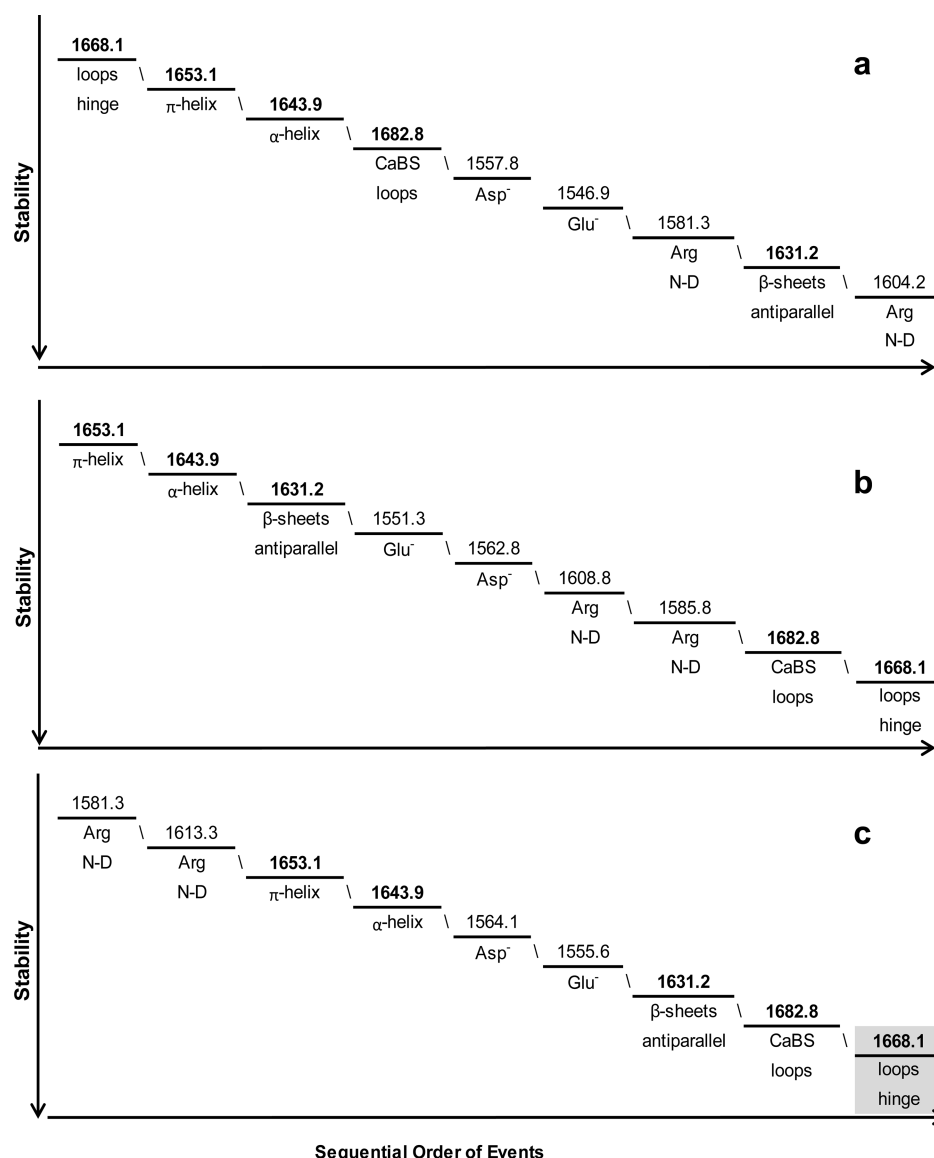 a
Stability
1668.1
loops
hinge
1653.1
π-helix
1643.9
α-helix
1682.8
CaBS
loops
1557.8
Asp⁻
1546.9
Glu⁻
1581.3
Arg
N-D
1631.2
β-sheets
antiparallel
1604.2
Arg
N-D
b
Stability
1653.1
π-helix
1643.9
α-helix
1631.2
β-sheets
antiparallel
1551.3
Glu⁻
1562.8
Asp⁻
1608.8
Arg
N-D
1585.8
Arg
N-D
1682.8
CaBS
loops
1668.1
loops
hinge
c
Stability
1581.3
Arg
N-D
1613.3
Arg
N-D
1653.1
π-helix
1643.9
α-helix
1564.1
Asp⁻
1555.6
Glu⁻
1631.2
β-sheets
antiparallel
1682.8
CaBS
loops
1668.1
loops
hinge
Sequential Order of Events